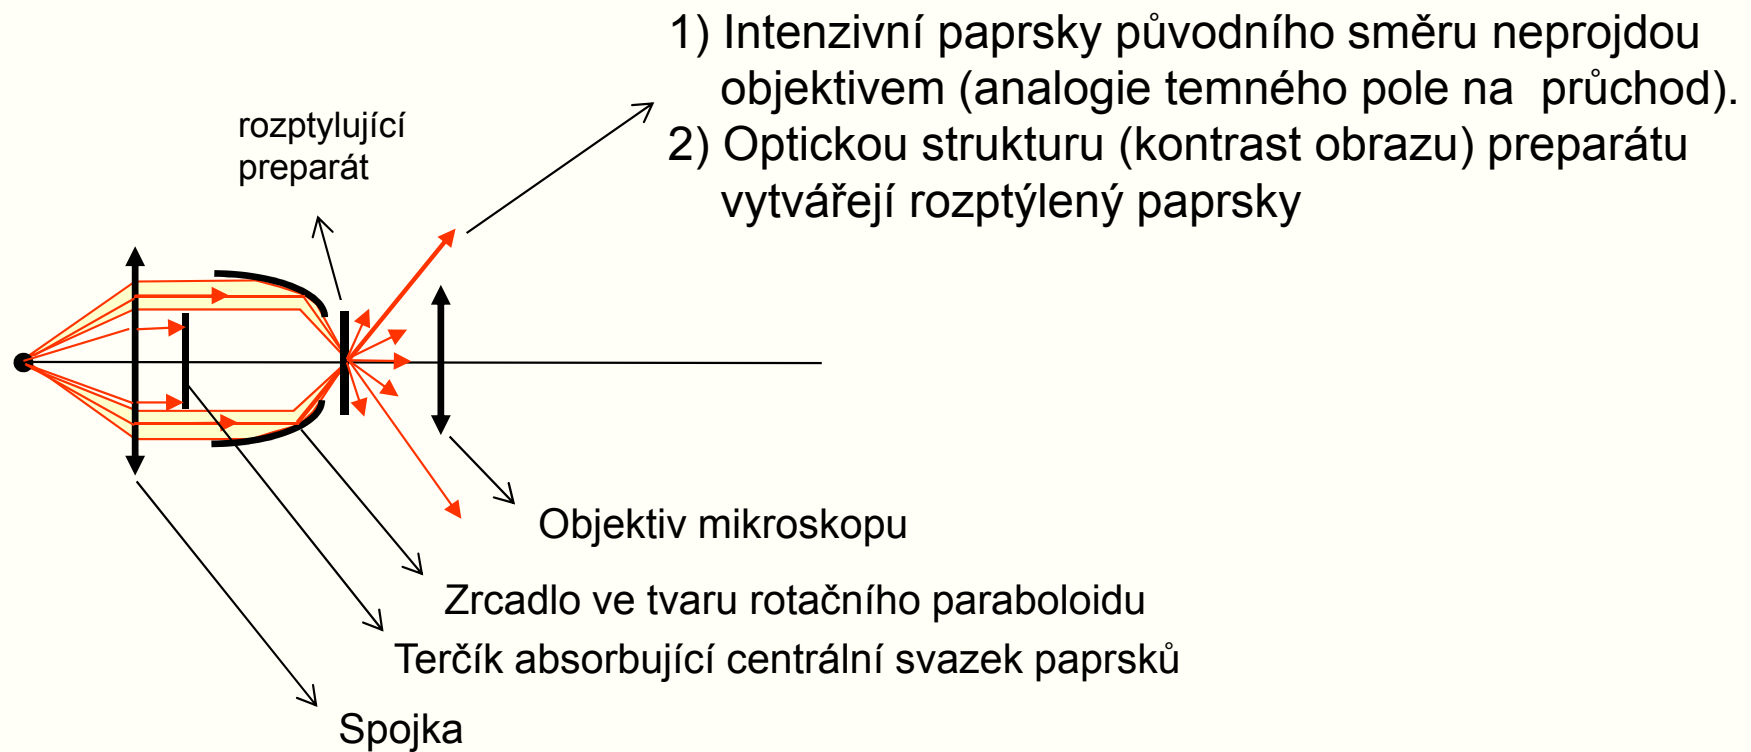 1) Intenzivní paprsky původního směru neprojdou
objektivem (analogie temného pole na průchod).
2) Optickou strukturu (kontrast obrazu) preparátu
vytvářejí rozptýlený paprsky
rozptylující
preparát
Objektiv mikroskopu
Zrcadlo ve tvaru rotačního paraboloidu
Terčík absorbující centrální svazek paprsků
Spojka